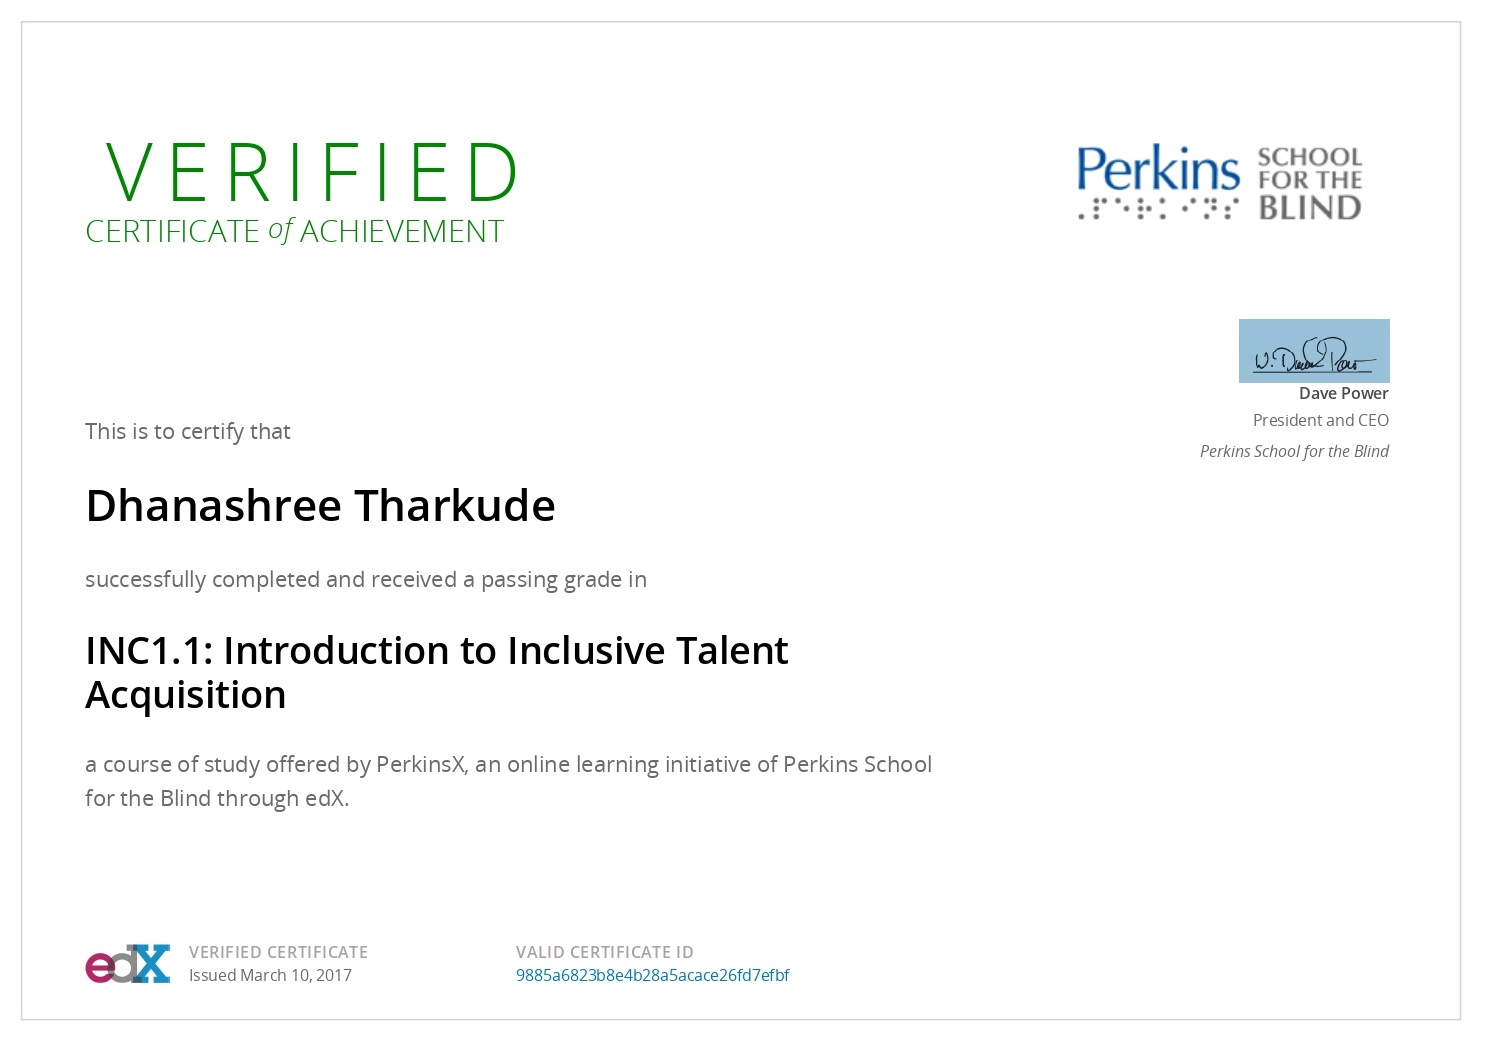 VERIFIED
CERTIFICATE of ACHIEVEMENT
Perkins SCHOOL
FOR THE
BLIND
⠠⠏⠑⠗⠅⠊⠝⠎
Dave Power
President and CEO
Perkins School for the Blind
This is to certify that
Dhanashree Tharkude
successfully completed and received a passing grade in
INC1.1: Introduction to Inclusive Talent
Acquisition
a course of study offered by PerkinsX, an online learning initiative of Perkins School
for the Blind through edX.
edX
VERIFIED CERTIFICATE
Issued March 10, 2017
VALID CERTIFICATE ID
9885a6823b8e4b28a5acace26fd7efbf